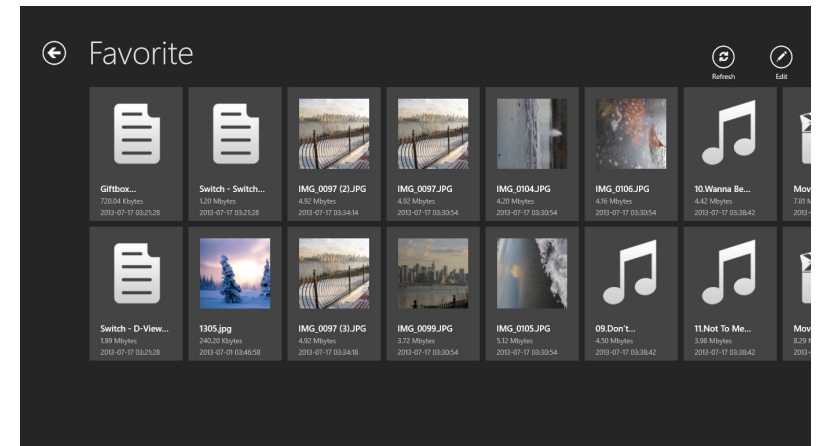 Favorite
Refresh
Edit
Giftbox...
720.04 Kbytes
2013-07-17 03:21:28
Switch - Switch...
1.20 Mbytes
2013-07-17 03:21:28
IMG_0097 (2).JPG
4.92 Mbytes
2013-07-17 03:34:14
IMG_0097.JPG
4.92 Mbytes
2013-07-17 03:30:54
IMG_0104.JPG
4.20 Mbytes
2013-07-17 03:30:54
IMG_0106.JPG
4.16 Mbytes
2013-07-17 03:30:54
10.Wanna Be...
4.42 Mbytes
2013-07-17 03:38:42
Mov
7.81 M
2013-
Switch - D-View...
1.99 Mbytes
2013-07-17 03:21:28
1305.jpg
240.20 Kbytes
2013-07-01 03:46:58
IMG_0097 (3).JPG
4.92 Mbytes
2013-07-17 03:34:18
IMG_0099.JPG
3.72 Mbytes
2013-07-17 03:30:54
IMG_0105.JPG
5.12 Mbytes
2013-07-17 03:30:54
09.Don't...
4.50 Mbytes
2013-07-17 03:38:42
11.Not To Me...
3.98 Mbytes
2013-07-17 03:38:42
Mov
8.29 M
2013-